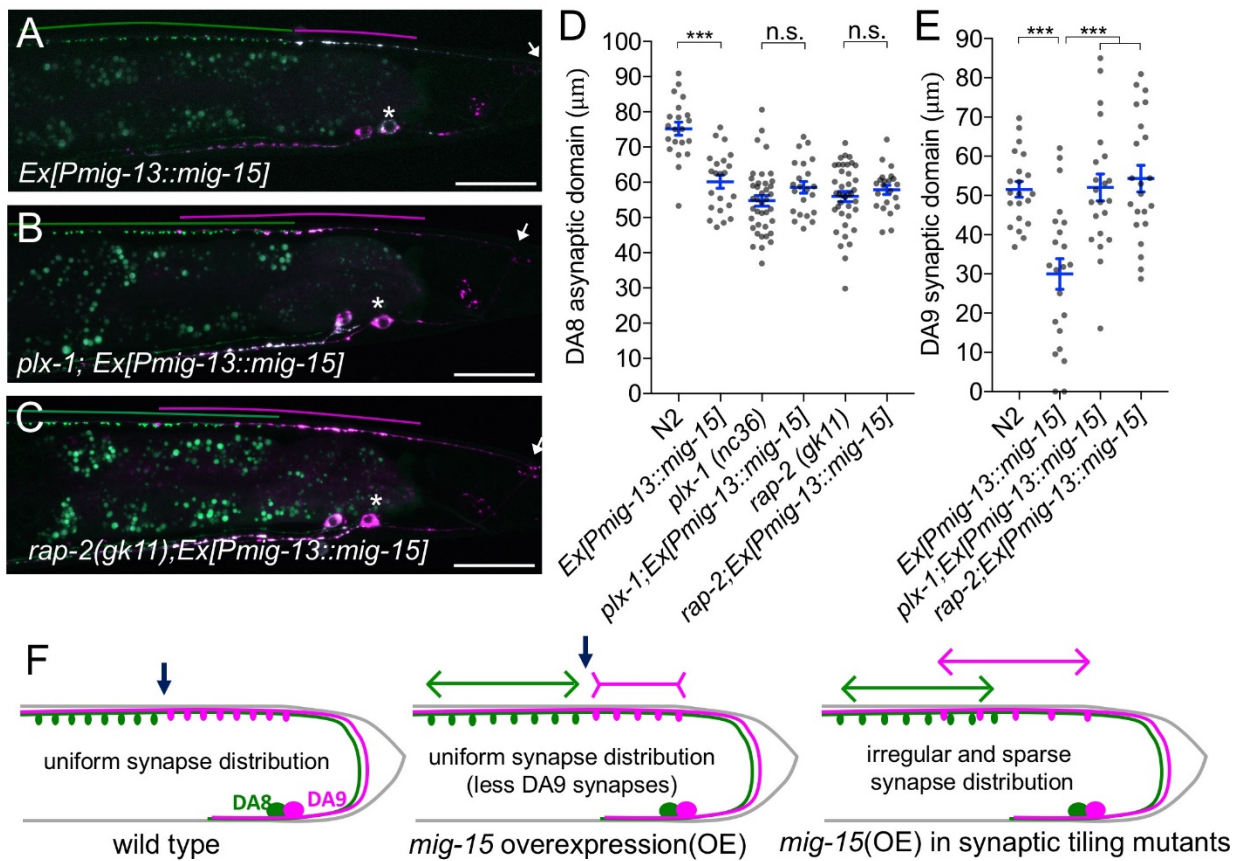 A
*
Ex[Pmig-13::mig-15]
B
*
plx-1; Ex[Pmig-13::mig-15]
C
*
rap-2(gk11);Ex[Pmig-13::mig-15]
D
DA8 asynaptic domain (μm)
100
90
80
70
60
50
40
30
20
10
0
*** n.s. n.s.
N2
Ex[Pmig-13::mig-15]
plx-1 (nc36)
plx-1;Ex[Pmig-13::mig-15]
rap-2 (gk11)
rap-2;Ex[Pmig-13::mig-15]
E
DA9 synaptic domain (μm)
90
80
70
60
50
40
30
20
10
0
*** ***
N2
Ex[Pmig-13::mig-15]
plx-1;Ex[Pmig-13::mig-15]
rap-2;Ex[Pmig-13::mig-15]
F
uniform synapse distribution
DA8 DA9
wild type
uniform synapse distribution
(less DA9 synapses)
mig-15 overexpression(OE)
irregular and sparse
synapse distribution
mig-15(OE) in synaptic tiling mutants